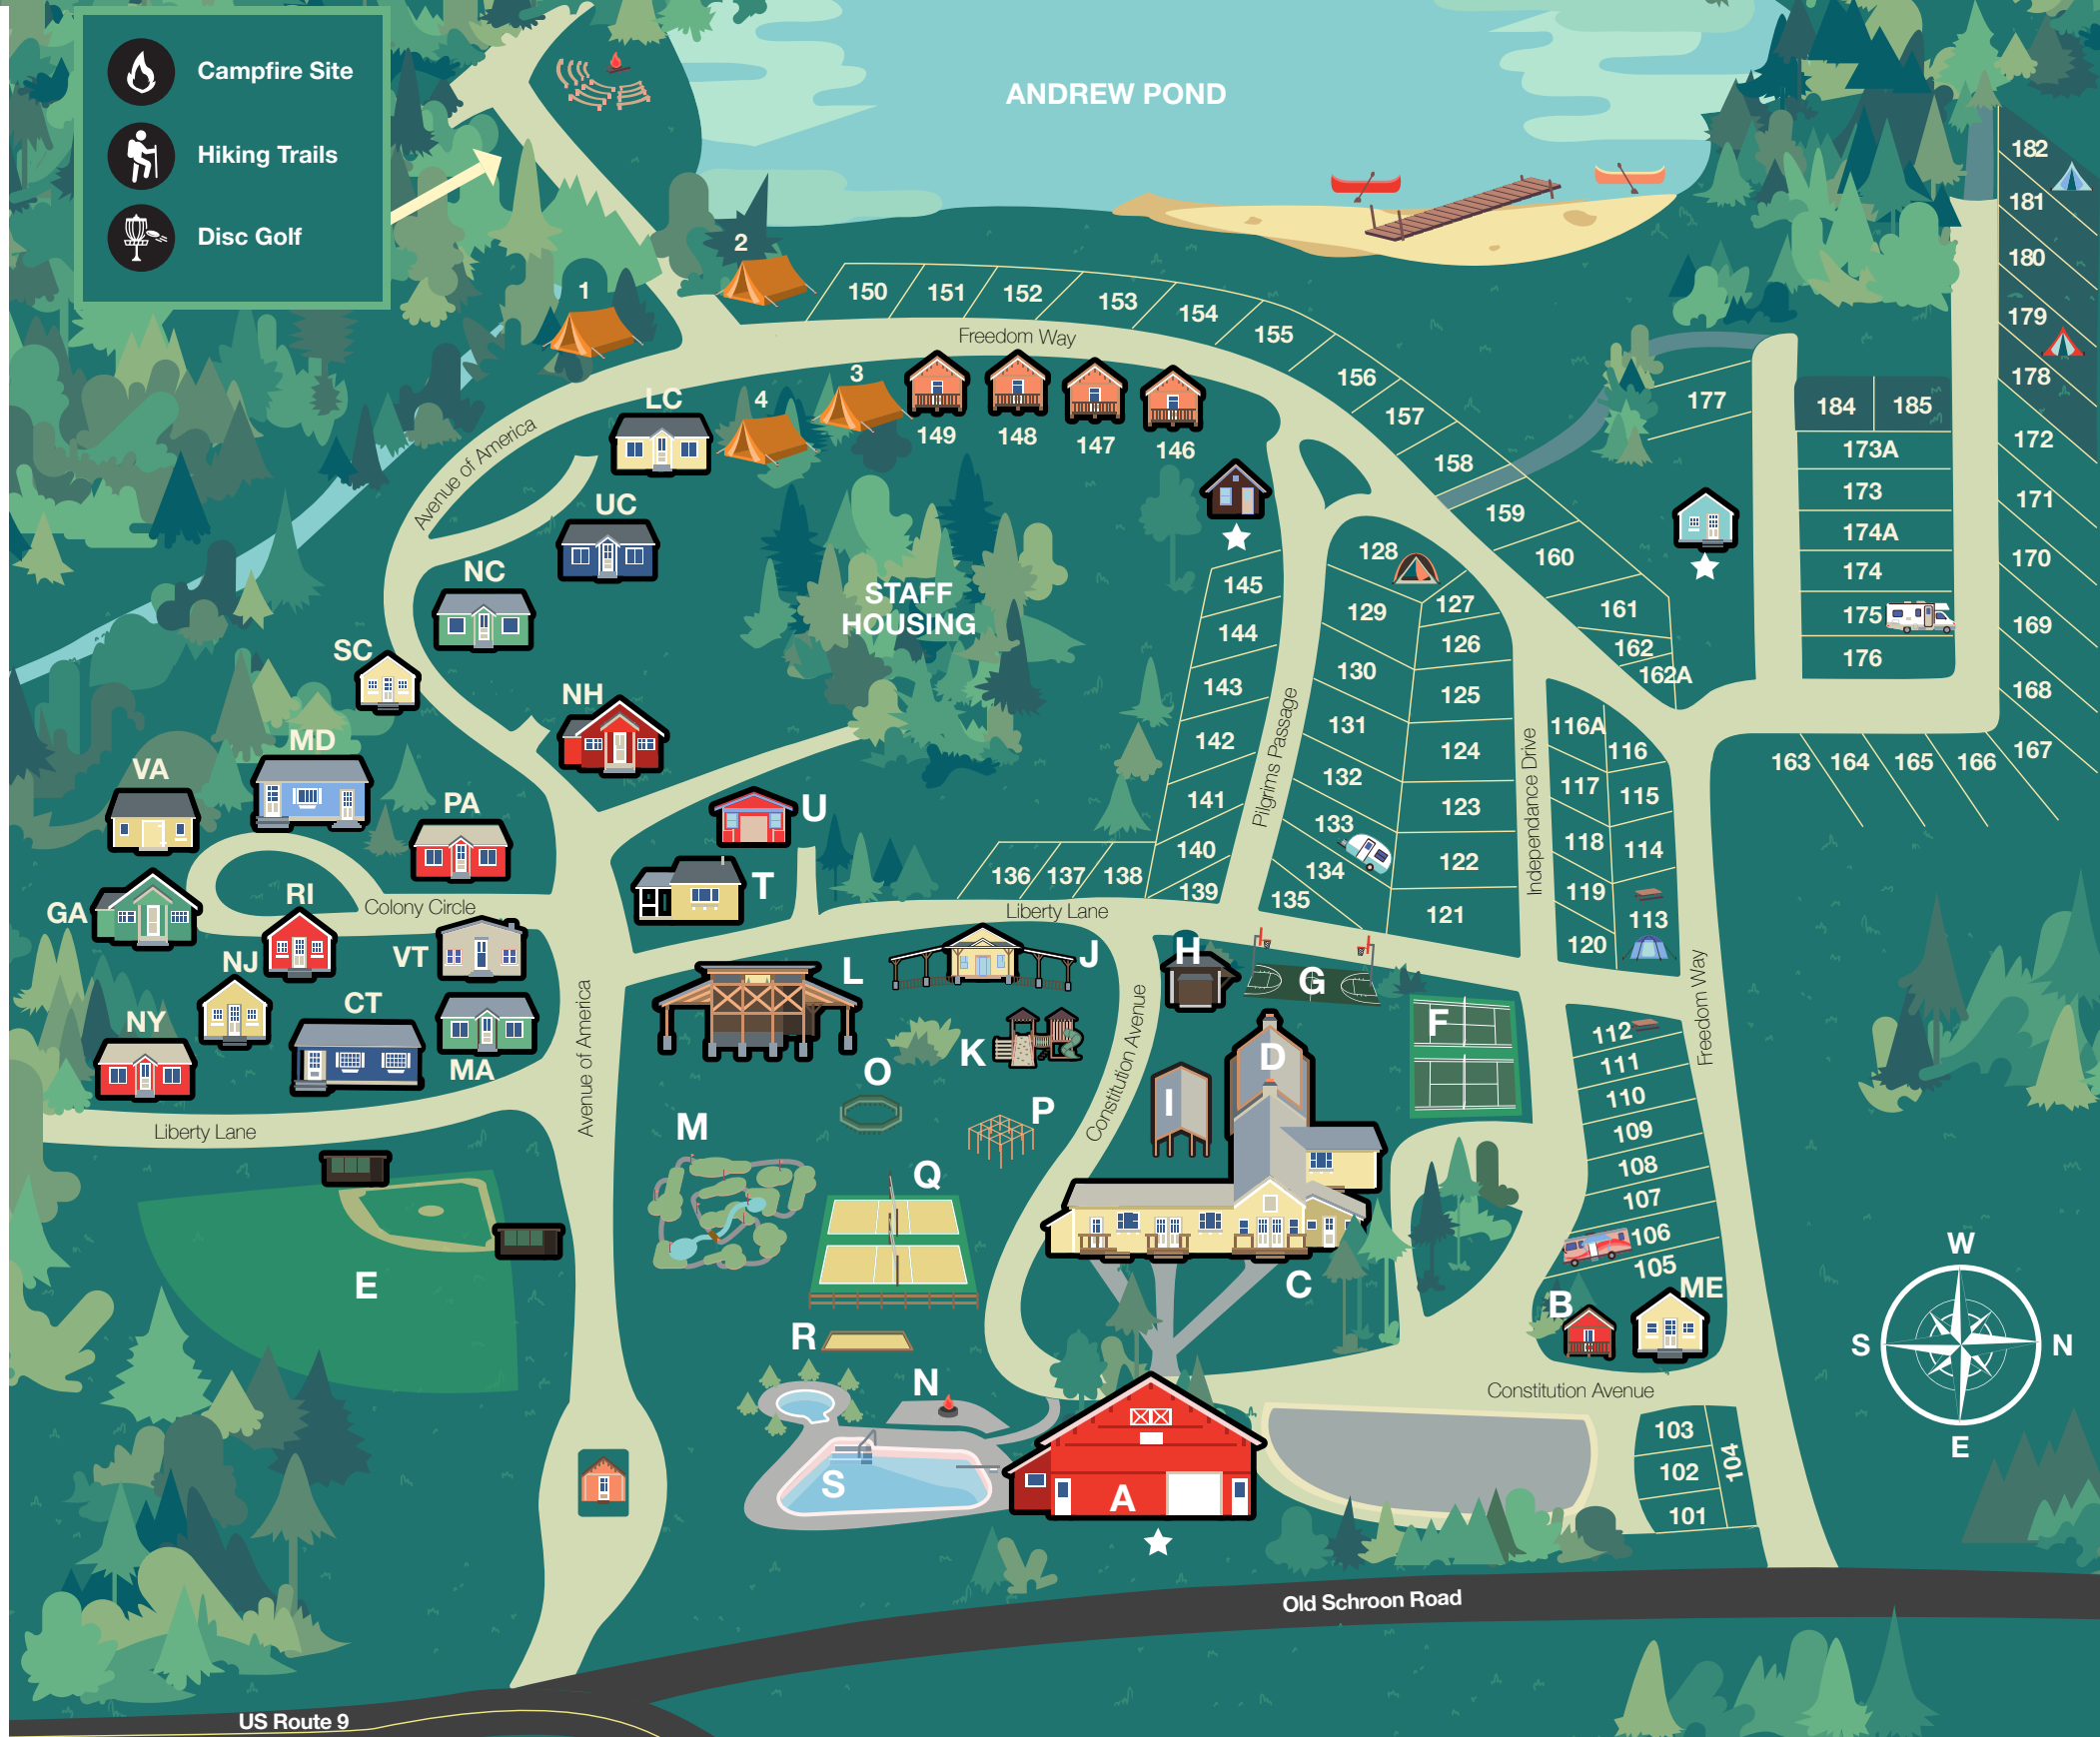 Campfire Site
Hiking Trails
Disc Golf
ANDREW POND
182
181
180
179
178
172
171
170
169
168
167
2
1
150
151
152
153
154
155
156
157
158
159
160
161
162
162A
Freedom Way
3
4
149
148
147
146
LC
Avenue of America
UC
NC
SC
NH
STAFF
HOUSING
177
184
185
173A
173
174A
174
175
176
163
164
165
166
145
144
143
142
141
140
139
136
137
138
Pilgrims Passage
128
129
127
130
126
131
125
132
124
133
123
134
122
135
121
Independance Drive
116A
116
117
115
118
114
119
113
120
Freedom Way
VA
MD
PA
GA
RI
Colony Circle
NJ
VT
NY
CT
MA
Liberty Lane
Avenue of America
U
T
Liberty Lane
L
J
H
G
F
K
O
P
D
I
Constitution Avenue
M
Q
E
C
R
N
S
A
112
111
110
109
108
107
106
105
B
ME
Constitution Avenue
103
102
101
104
W
S
N
E
Old Schroon Road
US Route 9